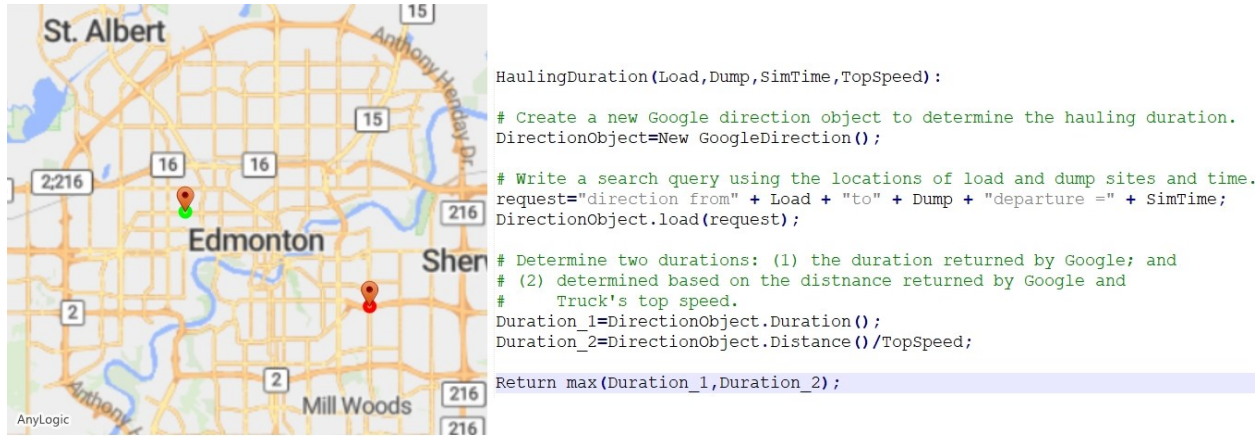 St. Albert
15
Anthony Henday Dr.
15
16
16
2;216
216
Edmonton
Sher
2
2
Mill Woods
216
216
Anthony H
AnyLogic
HaulingDuration(Load,Dump,SimTime,TopSpeed):
# Create a new Google direction object to determine the hauling duration.
DirectionObject=New GoogleDirection();
# Write a search query using the locations of load and dump sites and time.
request="direction from" + Load + "to" + Dump + "departure =" + SimTime;
DirectionObject.load(request);
# Determine two durations: (1) the duration returned by Google; and
# (2) determined based on the distnance returned by Google and
# Truck's top speed.
Duration_1=DirectionObject.Duration();
Duration_2=DirectionObject.Distance()/TopSpeed;
Return max(Duration_1,Duration_2);